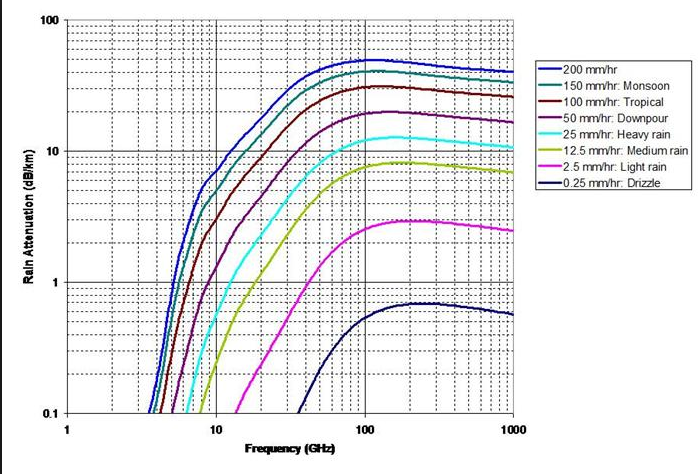 100
10
1
0.1
1
10
100
1000
Rain Attenuation (dB/km)
Frequency (GHz)
200 mm/hr
150 mm/hr: Monsoon
100 mm/hr: Tropical
50 mm/hr: Downpour
25 mm/hr: Heavy rain
12.5 mm/hr: Medium rain
2.5 mm/hr: Light rain
0.25 mm/hr: Drizzle